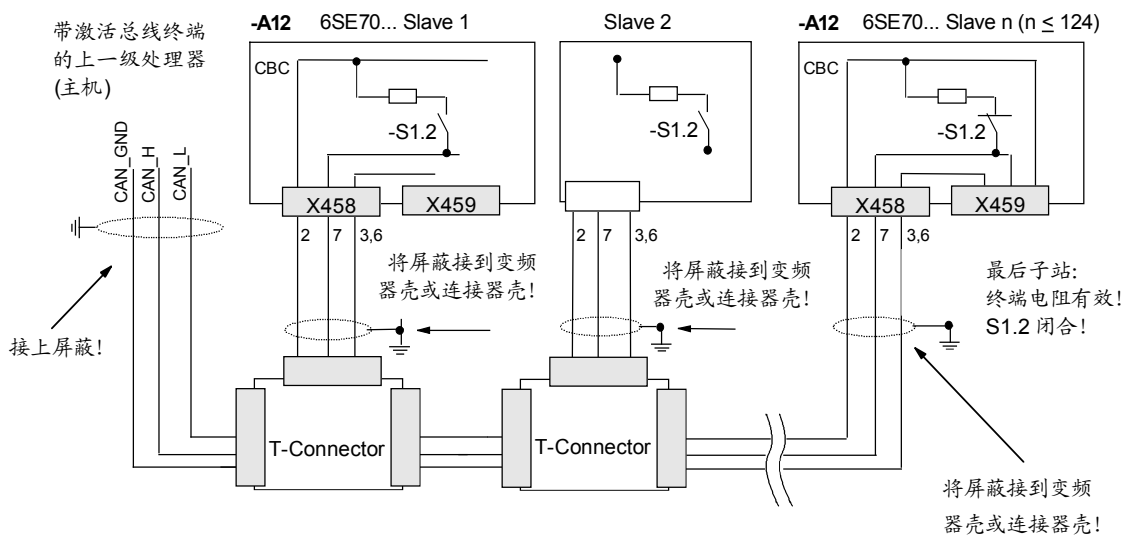 带激活总线终端
的上一级处理器
(主机)
-A12 6SE70... Slave 1
Slave 2
-A12 6SE70... Slave n (n ≤ 124)
CBC
-S1.2
-S1.2
CBC
-S1.2
CAN_GND
CAN_H
CAN_L
X458
X459
X458
X459
2 7 3,6
2 7 3,6
2 7 3,6
将屏蔽接到变频
器壳或连接器壳!
将屏蔽接到变频
器壳或连接器壳!
最后子站:
终端电阻有效!
S1.2 闭合!
接上屏蔽!
T-Connector
T-Connector
将屏蔽接到变频
器壳或连接器壳!